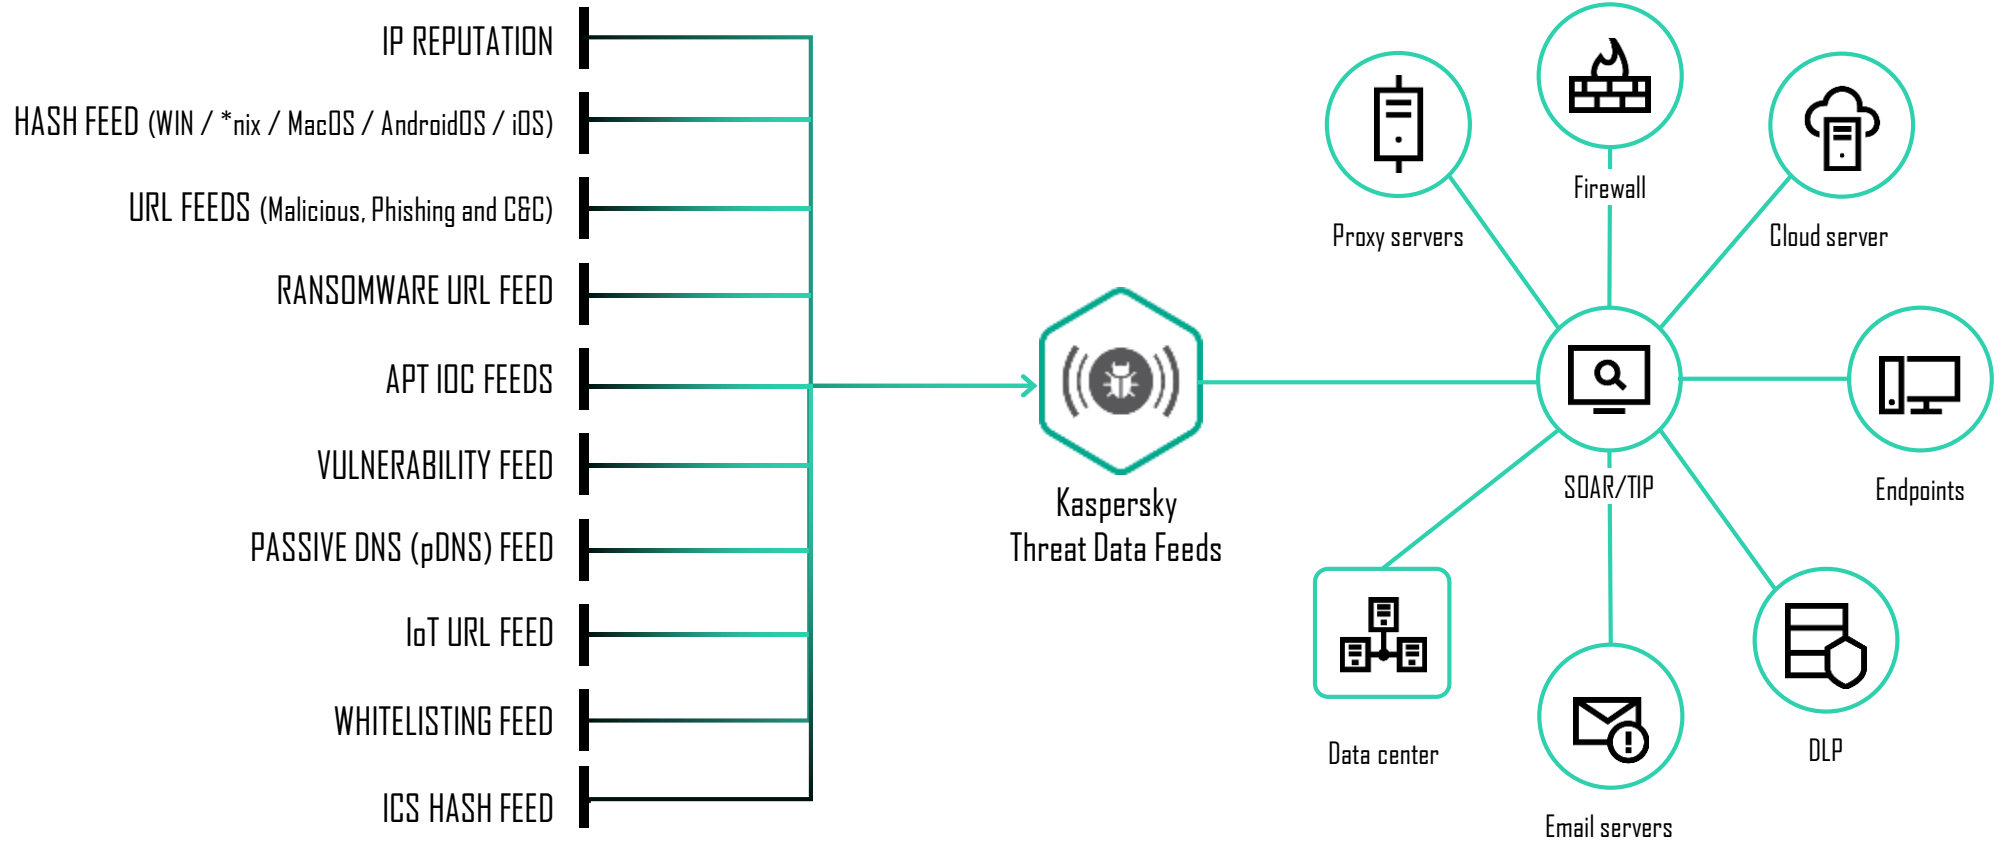 IP REPUTATION
HASH FEED (WIN / *nix / MacOS / AndroidOS / iOS)
URL FEEDS (Malicious, Phishing and C&C)
RANSOMWARE URL FEED
APT IOC FEEDS
VULNERABILITY FEED
PASSIVE DNS (pDNS) FEED
IoT URL FEED
WHITELISTING FEED
ICS HASH FEED
Kaspersky
Threat Data Feeds
Proxy servers
Firewall
Cloud server
SOAR/TIP
Endpoints
Data center
Email servers
DLP